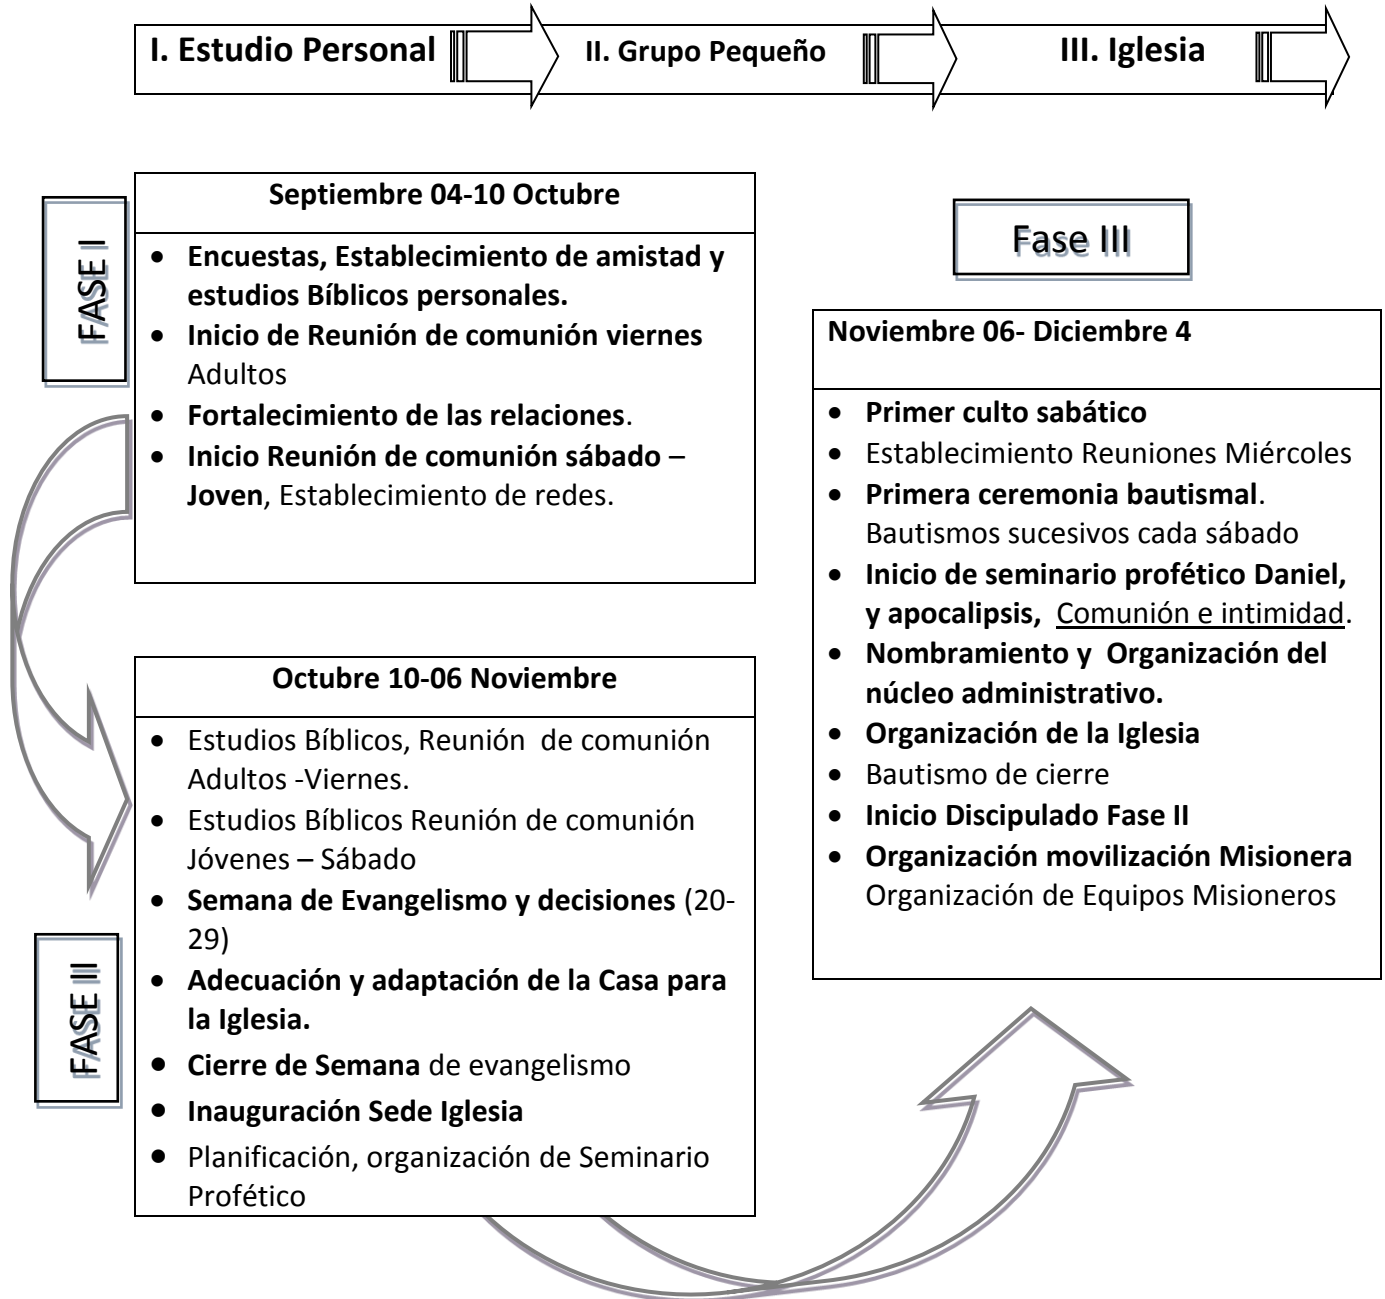 I. Estudio Personal
II. Grupo Pequeño
III. Iglesia
FASE I
Septiembre 04-10 Octubre
• Encuestas, Establecimiento de amistad y
estudios Bíblicos personales.
• Inicio de Reunión de comunión viernes
Adultos
• Fortalecimiento de las relaciones.
• Inicio Reunión de comunión sábado –
Joven, Establecimiento de redes.
FASE III
Octubre 10-06 Noviembre
• Estudios Bíblicos, Reunión de comunión
Adultos -Viernes.
• Estudios Bíblicos Reunión de comunión
Jóvenes – Sábado
• Semana de Evangelismo y decisiones (20-
29)
• Adecuación y adaptación de la Casa para
la Iglesia.
• Cierre de Semana de evangelismo
• Inauguración Sede Iglesia
• Planificación, organización de Seminario
Profético
Fase III
Noviembre 06- Diciembre 4
• Primer culto sabático
• Establecimiento Reuniones Miércoles
• Primera ceremonia bautismal.
Bautismos sucesivos cada sábado
• Inicio de seminario profético Daniel,
y apocalipsis, Comunión e intimidad.
• Nombramiento y Organización del
núcleo administrativo.
• Organización de la Iglesia
• Bautismo de cierre
• Inicio Discipulado Fase II
• Organización movilización Misionera
Organización de Equipos Misioneros